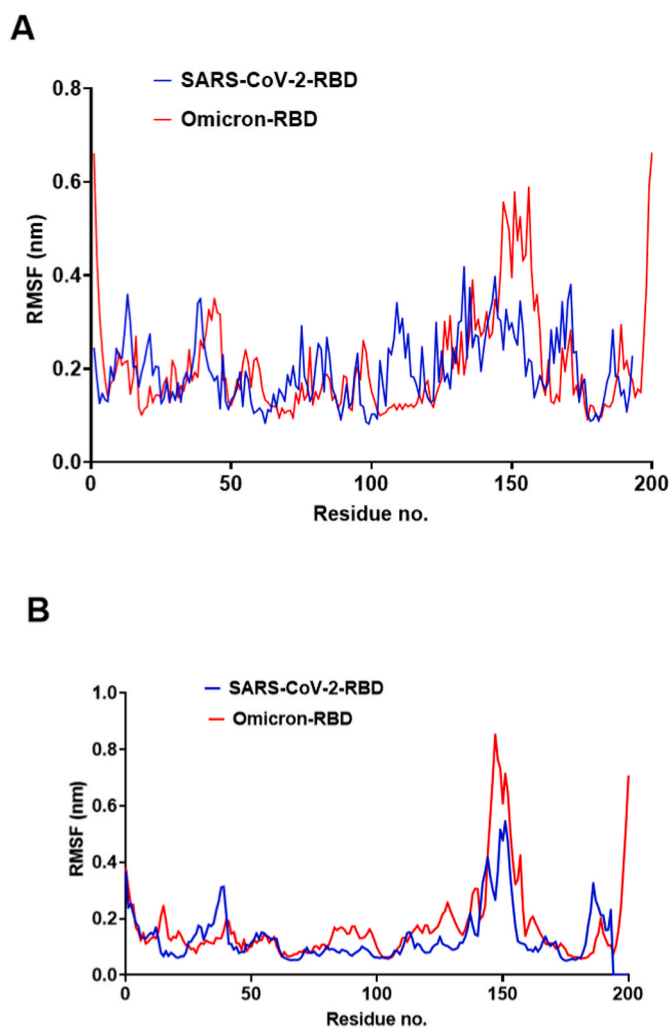 A
SARS-CoV-2-RBD
Omicron-RBD
0.8
0.6
0.4
0.2
0.0
RMSF (nm)
0 50 100 150 200
Residue no.
B
SARS-CoV-2-RBD
Omicron-RBD
1.0
0.8
0.6
0.4
0.2
0.0
RMSF (nm)
0 50 100 150 200
Residue no.